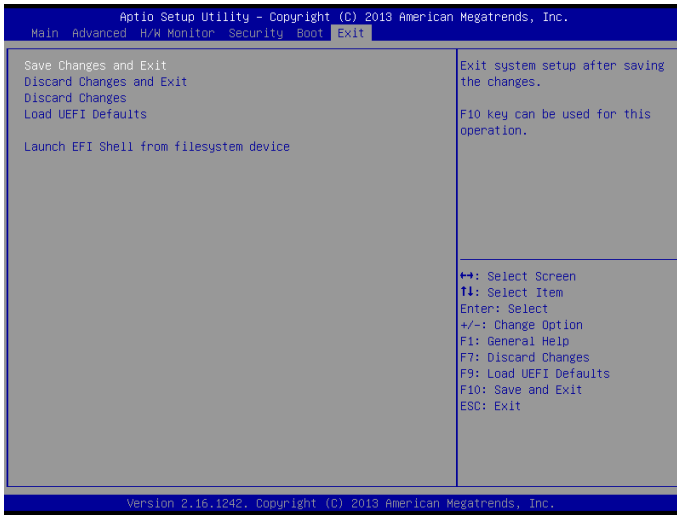 Aptio Setup Utility – Copyright (C) 2013 American Megatrends, Inc.
Main Advanced H/W Monitor Security Boot Exit
Save Changes and Exit
Discard Changes and Exit
Discard Changes
Load UEFI Defaults
Launch EFI Shell from filesystem device
Exit system setup after saving
the changes.
F10 key can be used for this
operation.
↔: Select Screen
↑↓: Select Item
Enter: Select
+/-: Change Option
F1: General Help
F7: Discard Changes
F9: Load UEFI Defaults
F10: Save and Exit
ESC: Exit
Version 2.16.1242. Copyright (C) 2013 American Megatrends, Inc.